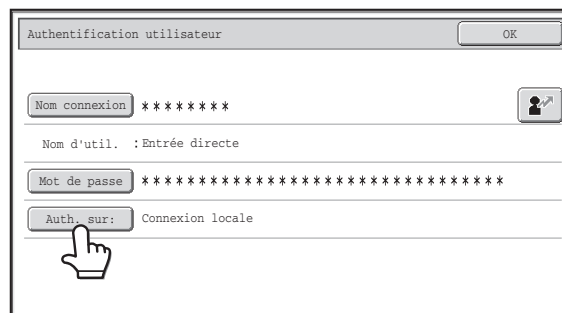 Authentification utilisateur OK
Nom connexion ********
Nom d'util. :Entrée directe
Mot de passe ********************************
Auth. sur: Connexion locale